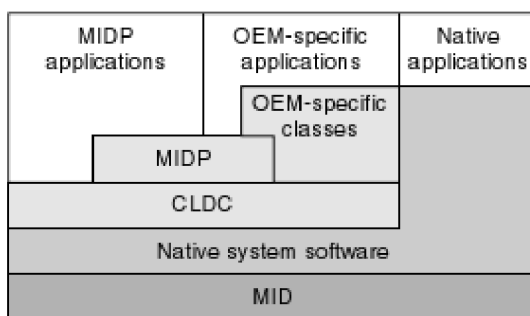 MIDP
applications
OEM-specific
applications
Native
applications
OEM-specific
classes
MIDP
CLDC
Native system software
MID